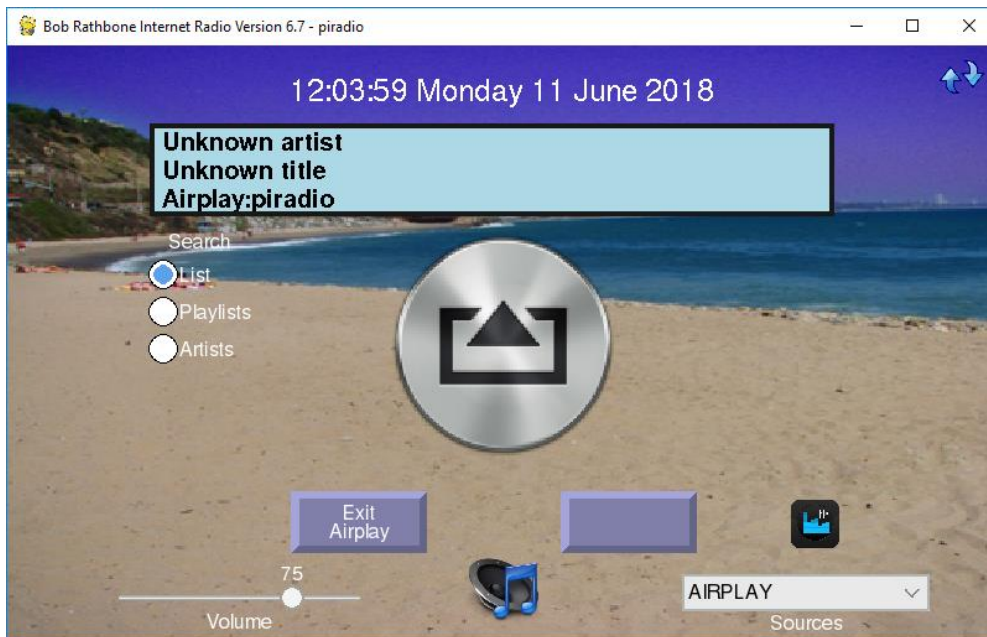 Bob Rathbone Internet Radio Version 6.7 - piradio
12:03:59 Monday 11 June 2018
Unknown artist
Unknown title
Airplay:piradio
Search
List
Playlists
Artists
Exit
Airplay
75
Volume
AIRPLAY
Sources